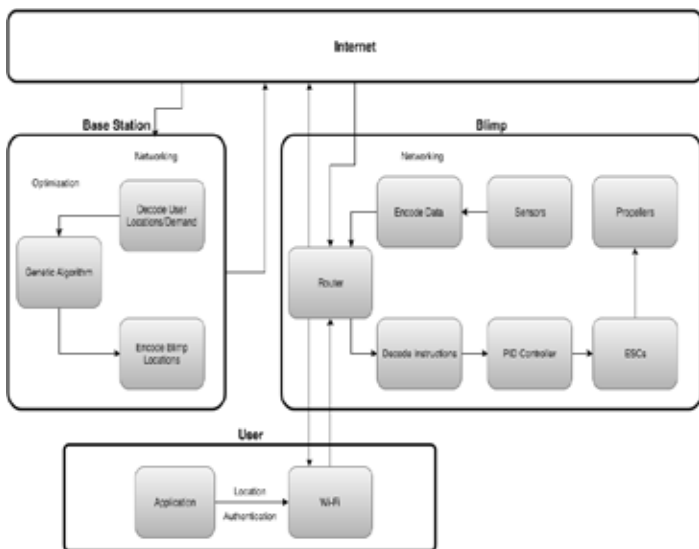 Internet
Base Station
Blimp
Networking
Optimization
Decode User
Locations/Demand
Genetic Algorithm
Encode Blimp
Locations
Networking
Encode Data
Sensors
Propellers
Router
Decode Instructions
PID Controller
ESCs
User
Application
Location
Authentication
Wi-Fi